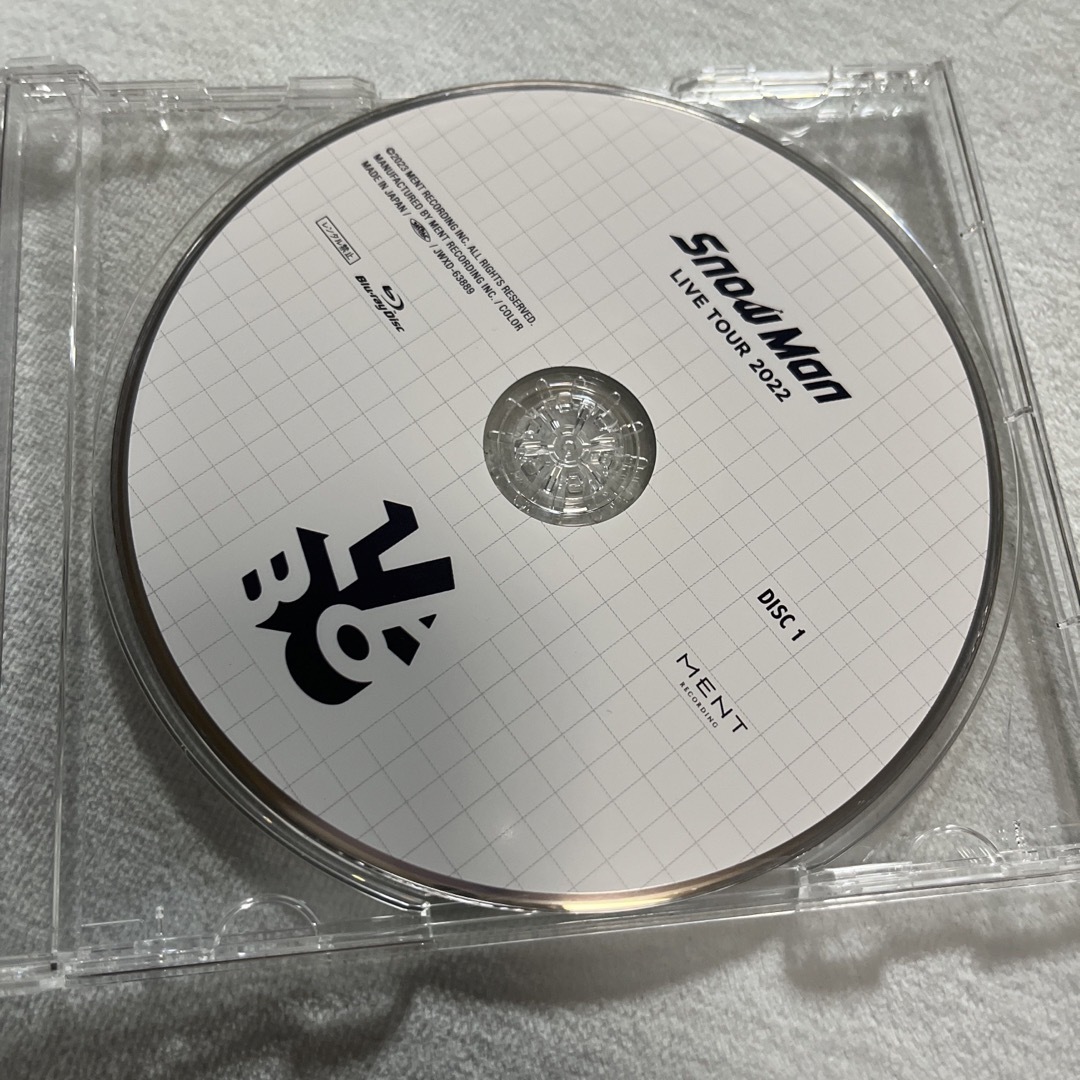 Snow Man
LIVE TOUR 2022
©2023 MENT RECORDING INC. ALL RIGHTS RESERVED.
MANUFACTURED BY MENT RECORDING INC. / COLOR
MADE IN JAPAN / / JWXD-63889
レンタル禁止
Blu-ray Disc
DISC 1
MENT
RECORDING